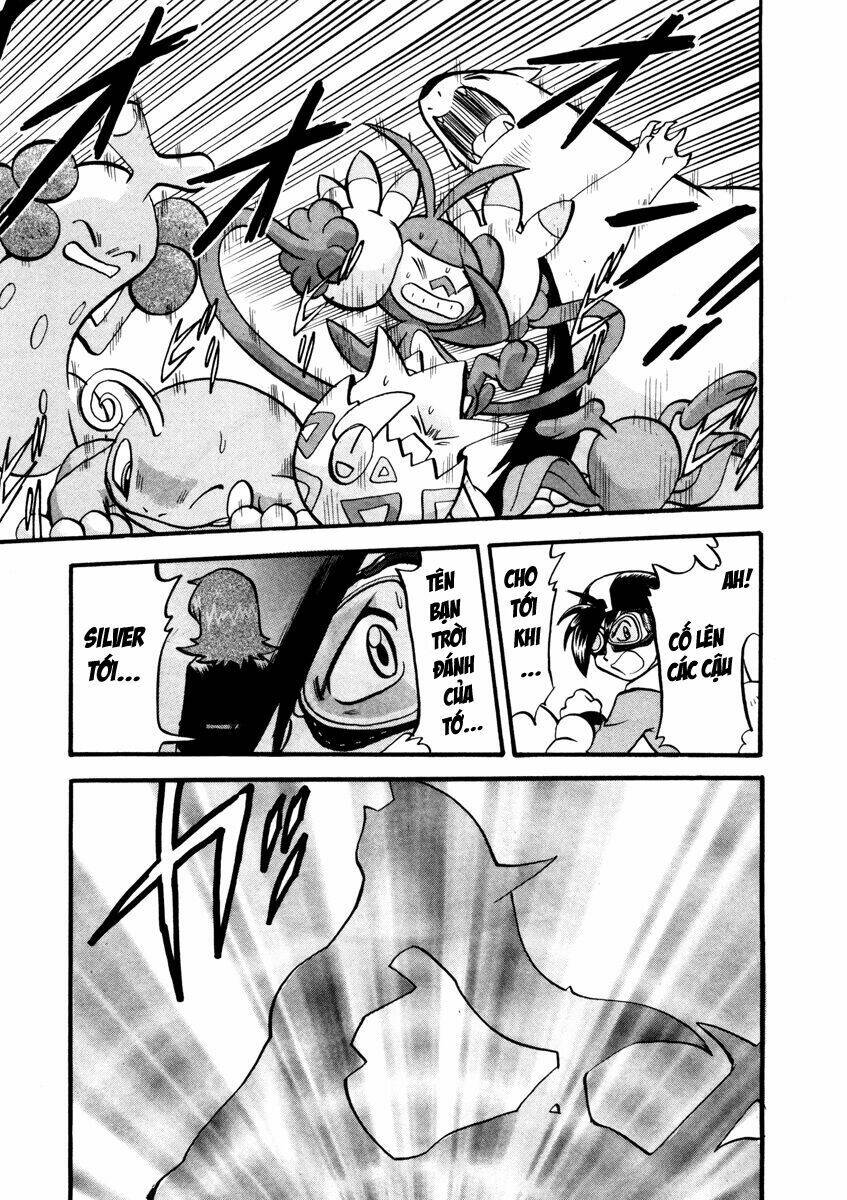 AH!
CỐ LÊN
CÁC CẬU
CHO
TỚI
KHI
...
TÊN
BẠN
TRỜI
ĐÁNH
CỦA
TỚ...
SILVER
TỚI...